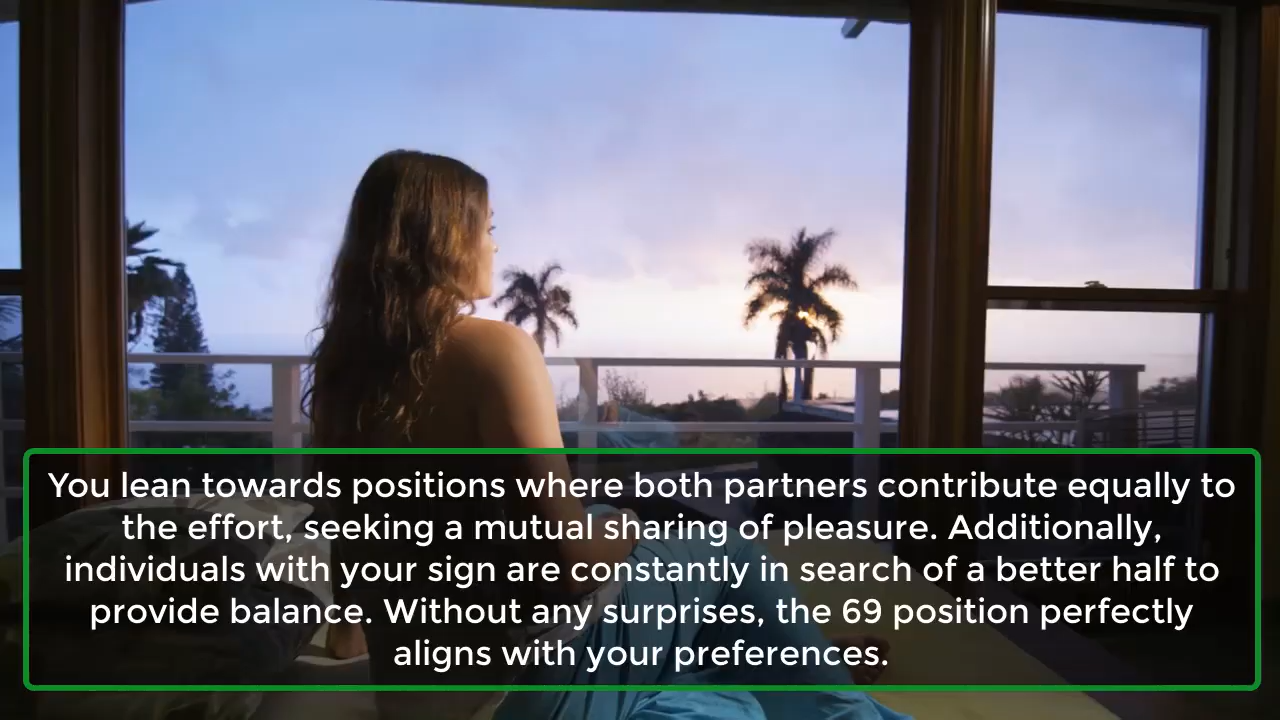 You lean towards positions where both partners contribute equally to
the effort, seeking a mutual sharing of pleasure. Additionally,
individuals with your sign are constantly in search of a better half to
provide balance. Without any surprises, the 69 position perfectly
aligns with your preferences.